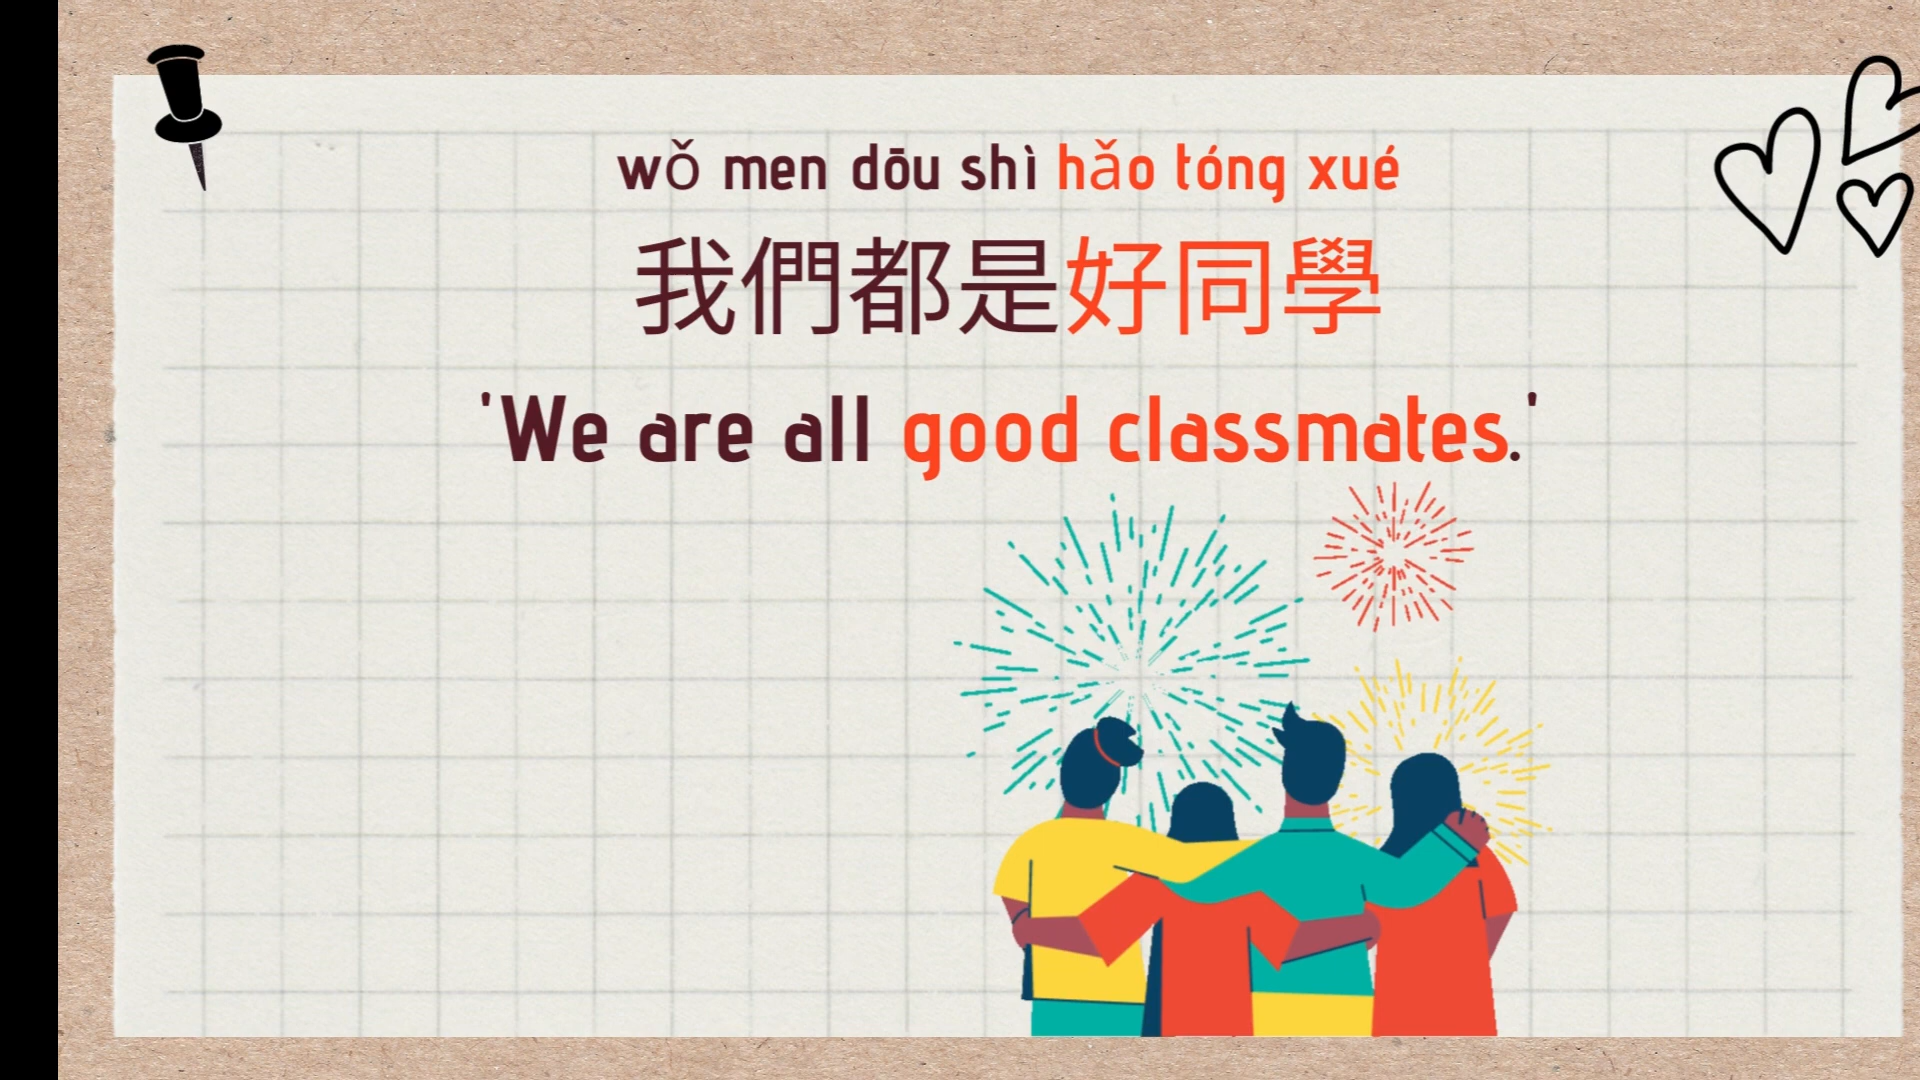 wǒ men dōu shì hǎo tóng xué
我們都是好同學
'We are all good classmates.'